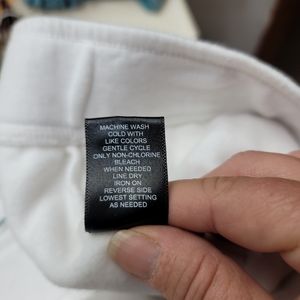 MACHINE WASH
COLD WITH
LIKE COLORS
GENTLE CYCLE
ONLY NON-CHLORINE
BLEACH
WHEN NEEDED
LINE DRY
IRON ON
REVERSE SIDE
LOWEST SETTING
AS NEEDED